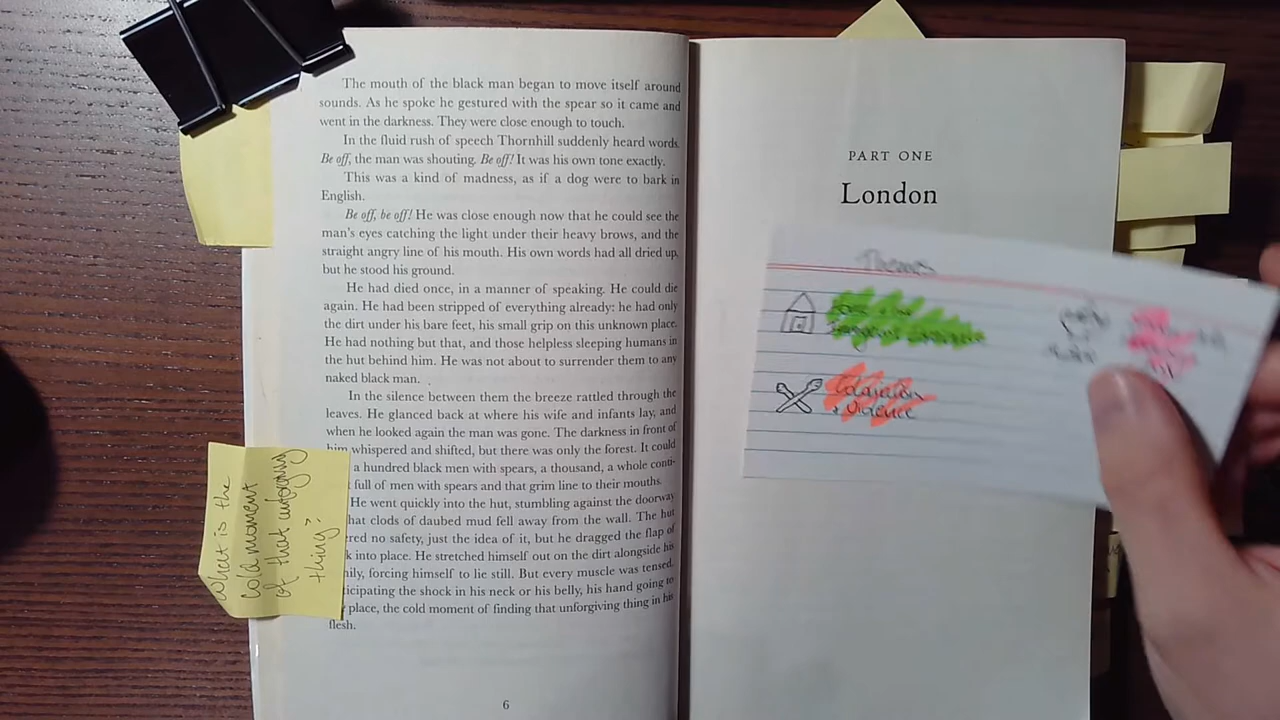 The mouth of the black man began to move itself around
sounds. As he spoke he gestured with the spear so it came and
went in the darkness. They were close enough to touch.
In the fluid rush of speech Thornhill suddenly heard words.
Be off, the man was shouting. Be off! It was his own tone exactly.
This was a kind of madness, as if a dog were to bark in
English.
Be off, be off! He was close enough now that he could see the
man's eyes catching the light under their heavy brows, and the
straight angry line of his mouth. His own words had all dried up,
but he stood his ground.
He had died once, in a manner of speaking. He could die
again. He had been stripped of everything already: he had only
the dirt under his bare feet, his small grip on this unknown place.
He had nothing but that, and those helpless sleeping humans in
the hut behind him. He was not about to surrender them to any
naked black man.
In the silence between them the breeze rattled through the
leaves. He glanced back at where his wife and infants lay, and
when he looked again the man was gone. The darkness in front of
him whispered and shifted, but there was only the forest. It could
a hundred black men with spears, a thousand, a whole conti-
full of men with spears and that grim line to their mouths.
He went quickly into the hut, stumbling against the doorway
hat clods of daubed mud fell away from the wall. The hut
red no safety, just the idea of it, but he dragged the flap of
k into place. He stretched himself out on the dirt alongside his
ily, forcing himself to lie still. But every muscle was tensed,
ticipating the shock in his neck or his belly, his hand going to
place, the cold moment of finding that unforgiving thing in his
flesh.
6
What is the
cold moment
of that unforgiving
thing?
PART ONE
London
Themes
Colonialism
+ Violence